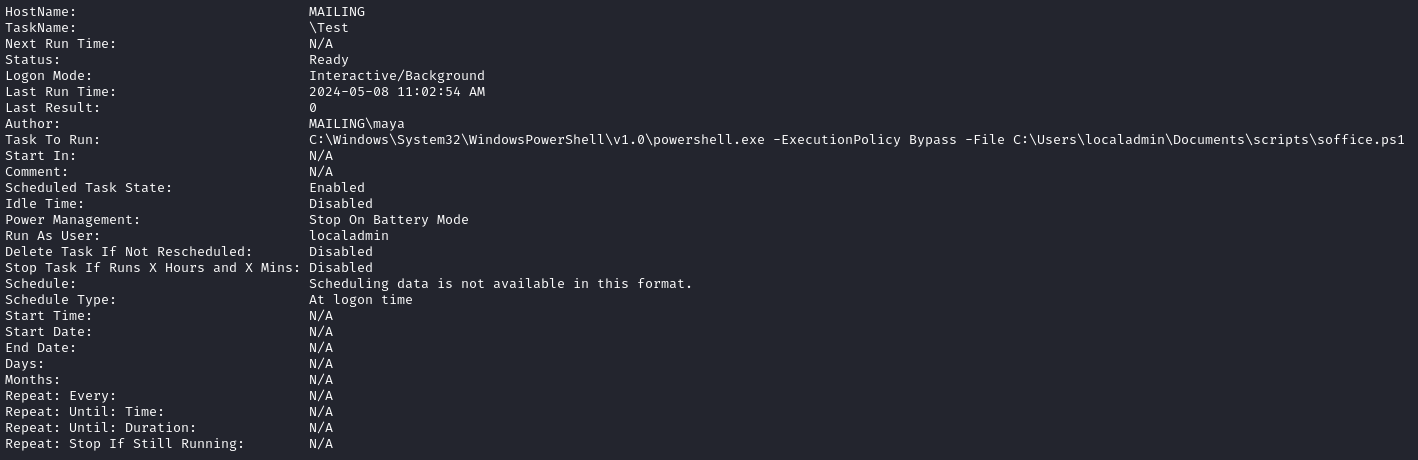 HostName: MAILING
TaskName: \Test
Next Run Time: N/A
Status: Ready
Logon Mode: Interactive/Background
Last Run Time: 2024-05-08 11:02:54 AM
Last Result: 0
Author: MAILING\maya
Task To Run: C:\Windows\System32\WindowsPowerShell\v1.0\powershell.exe -ExecutionPolicy Bypass -File C:\Users\localadmin\Documents\scripts\soffice.ps1
Start In: N/A
Comment: N/A
Scheduled Task State: Enabled
Idle Time: Disabled
Power Management: Stop On Battery Mode
Run As User: localadmin
Delete Task If Not Rescheduled: Disabled
Stop Task If Runs X Hours and X Mins: Disabled
Schedule: Scheduling data is not available in this format.
Schedule Type: At logon time
Start Time: N/A
Start Date: N/A
End Date: N/A
Days: N/A
Months: N/A
Repeat: Every: N/A
Repeat: Until: Time: N/A
Repeat: Until: Duration: N/A
Repeat: Stop If Still Running: N/A